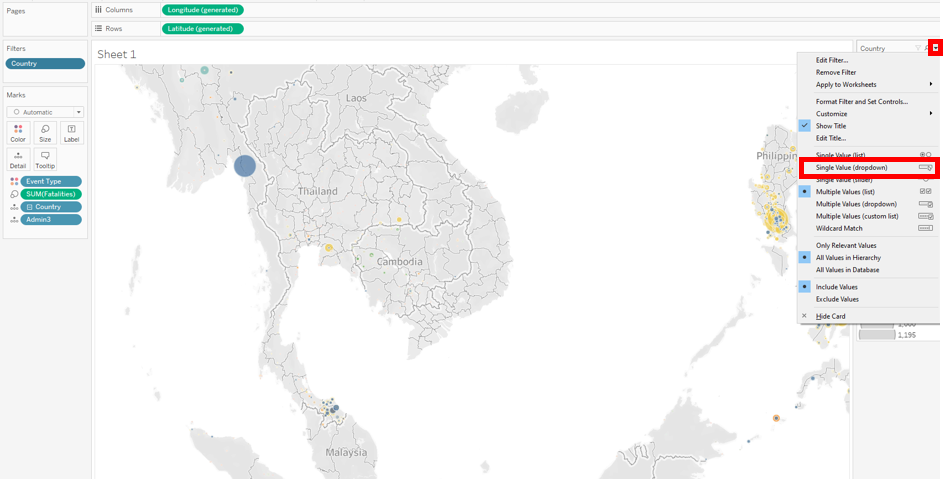 Pages
Columns
Longitude (generated)
Rows
Latitude (generated)
Filters
Country
Sheet 1
Marks
Automatic
Color
Size
Label
Detail
Tooltip
Event Type
SUM(Fatalities)
Country
Admin3
Laos
Thailand
Cambodia
Malaysia
Philippin
Country
Edit Filter...
Remove Filter
Apply to Worksheets
Format Filter and Set Controls...
Customize
Show Title
Edit Title...
Single Value (list)
Single Value (dropdown)
Single Value (slider)
Multiple Values (list)
Multiple Values (dropdown)
Multiple Values (custom list)
Wildcard Match
Only Relevant Values
All Values in Hierarchy
All Values in Database
Include Values
Exclude Values
Hide Card
1,000
1,195